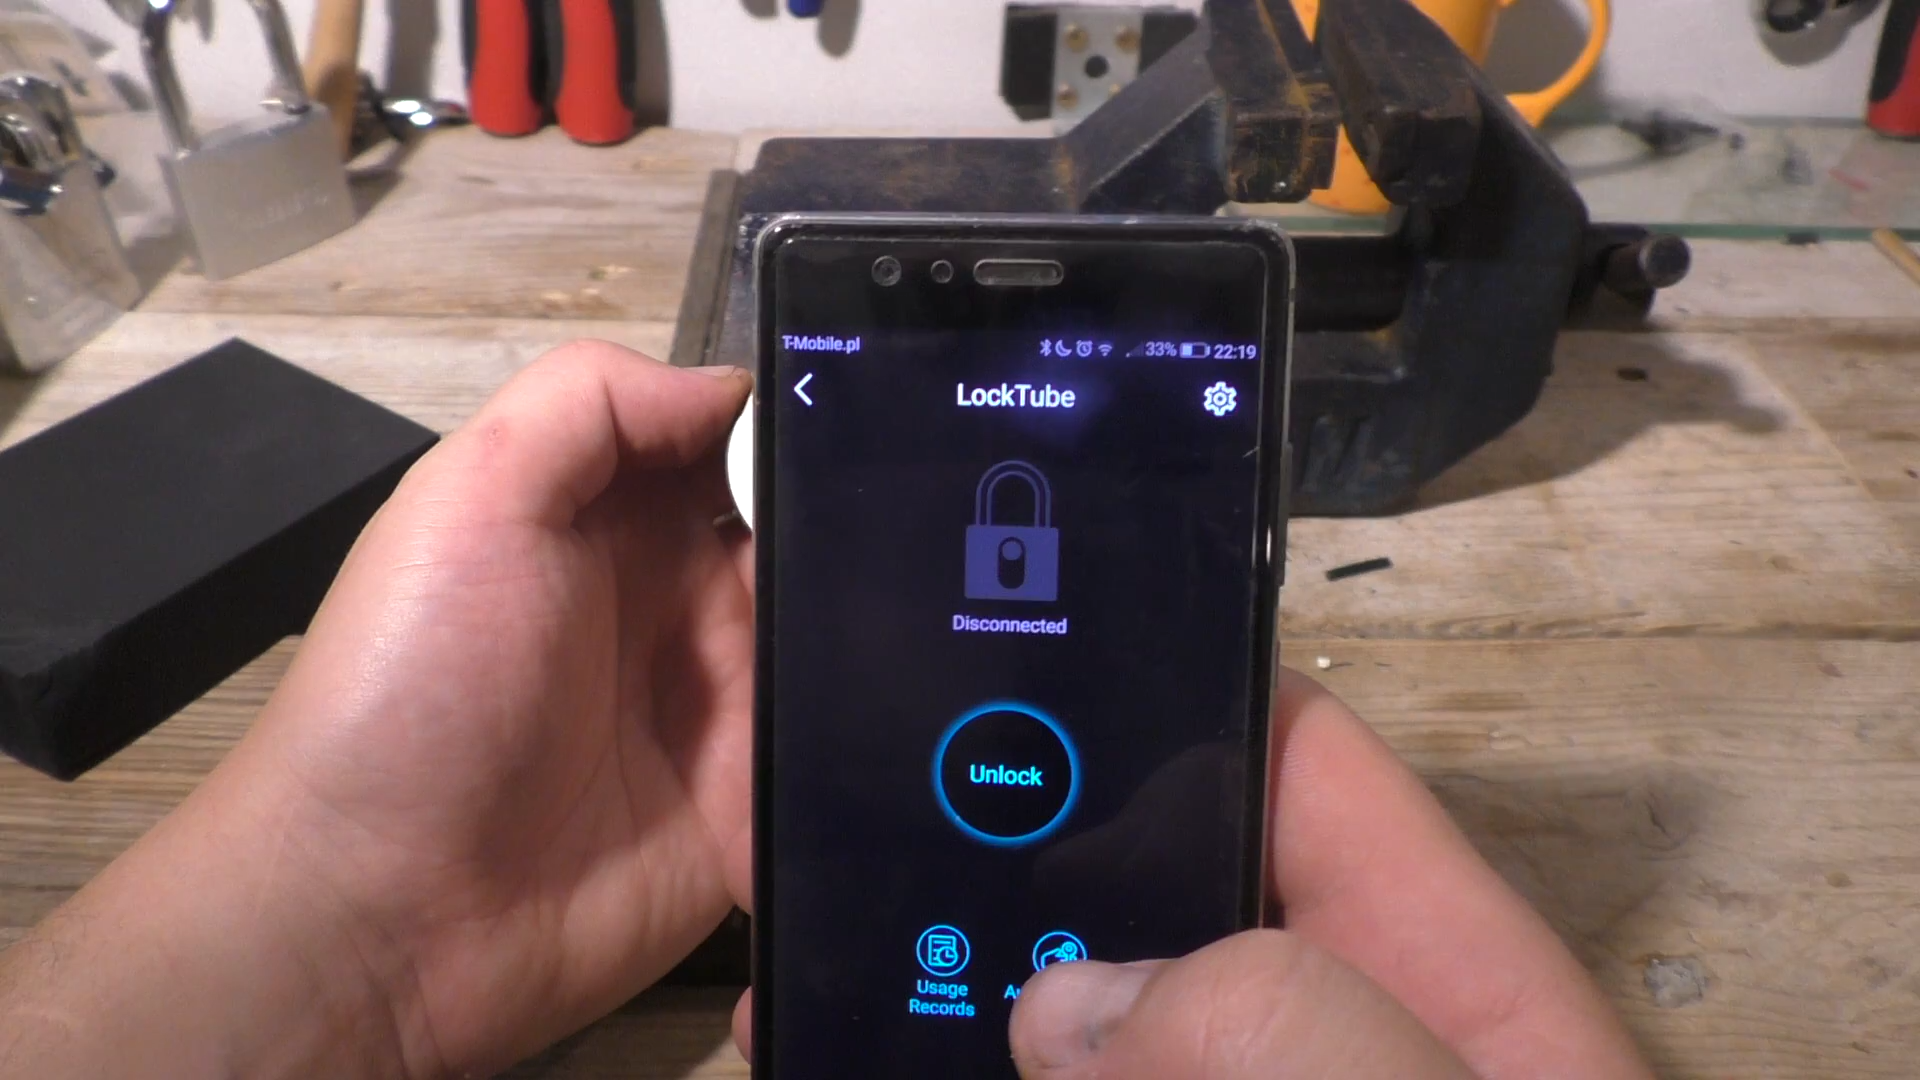 T-Mobile.pl
33% 22:19
LockTube
Disconnected
Unlock
Usage
Records